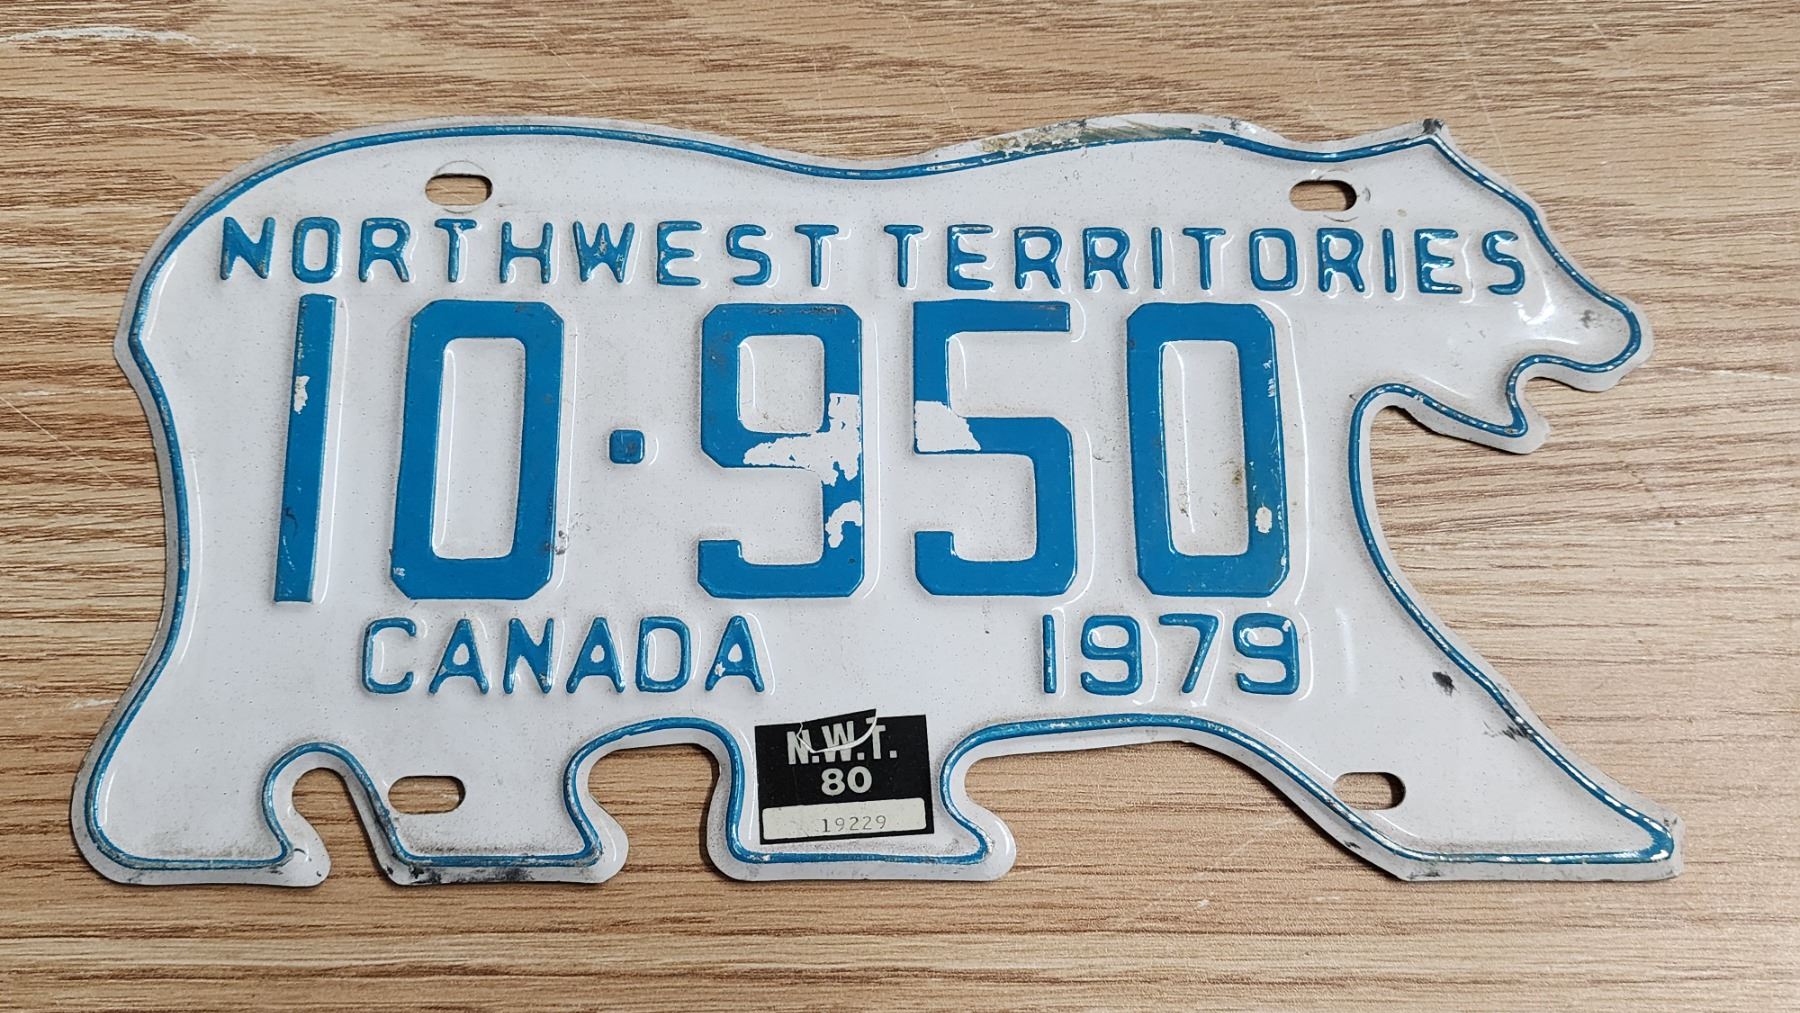 NORTHWEST TERRITORIES
10·950
CANADA 1979
N.W.T.
80
19229